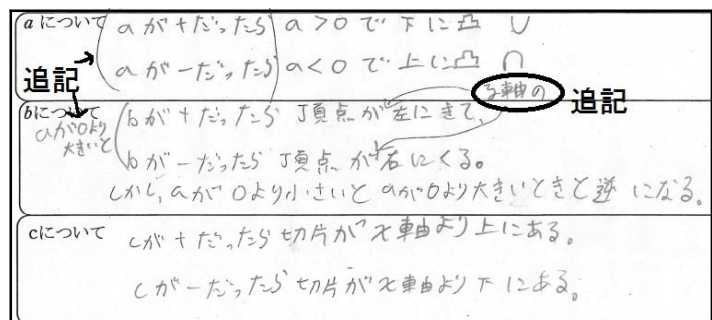 aについて
aが+だったら a>0で下に凸 ∪
aが-だったら a<0で上に凸 ∩
追記
y軸の 追記
bについて
aが0より
大きいと
bが+だったら 頂点が左にきて、
bが-だったら 頂点が右にくる。
しかし、aが0より小さいとaが0より大きいときと逆になる。
cについて
cが+だったら切片がx軸より上にある。
cが-だったら切片がx軸より下にある。